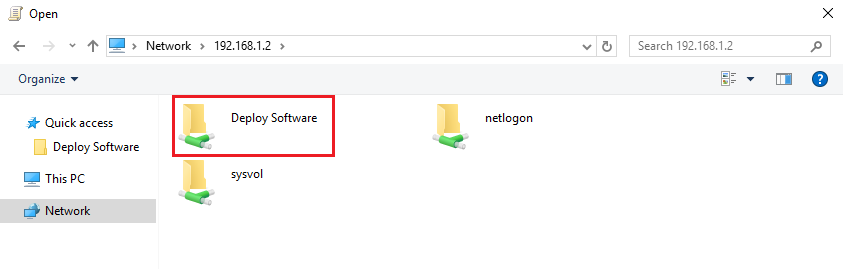 Open
Network > 192.168.1.2 >
Search 192.168.1.2
Organize
Quick access
Deploy Software
This PC
Network
Deploy Software
netlogon
sysvol
?